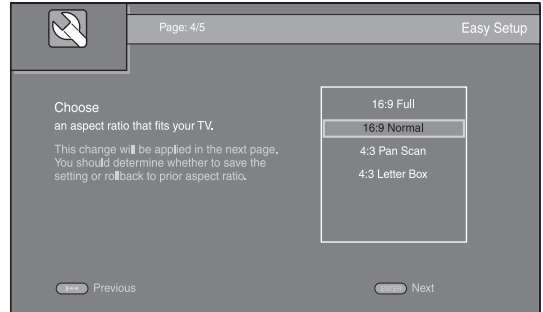 Page: 4/5
Easy Setup
Choose
an aspect ratio that fits your TV.
This change will be applied in the next page.
You should determine whether to save the
setting or rollback to prior aspect ratio.
16:9 Full
16:9 Normal
4:3 Pan Scan
4:3 Letter Box
Previous
ENTER Next